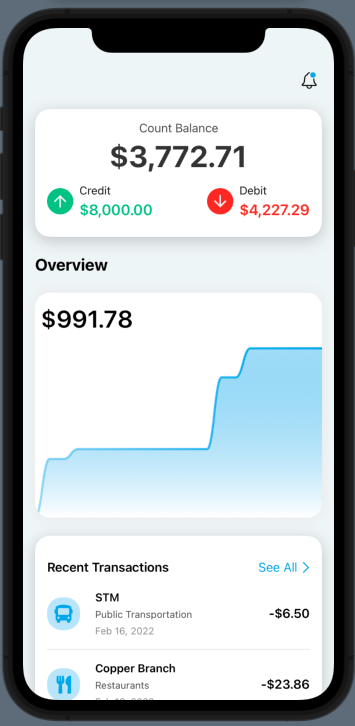 Count Balance
$3,772.71
Credit
$8,000.00
Debit
$4,227.29
Overview
$991.78
Recent Transactions
See All
STM
Public Transportation
Feb 16, 2022
-$6.50
Copper Branch
Restaurants
-$23.86